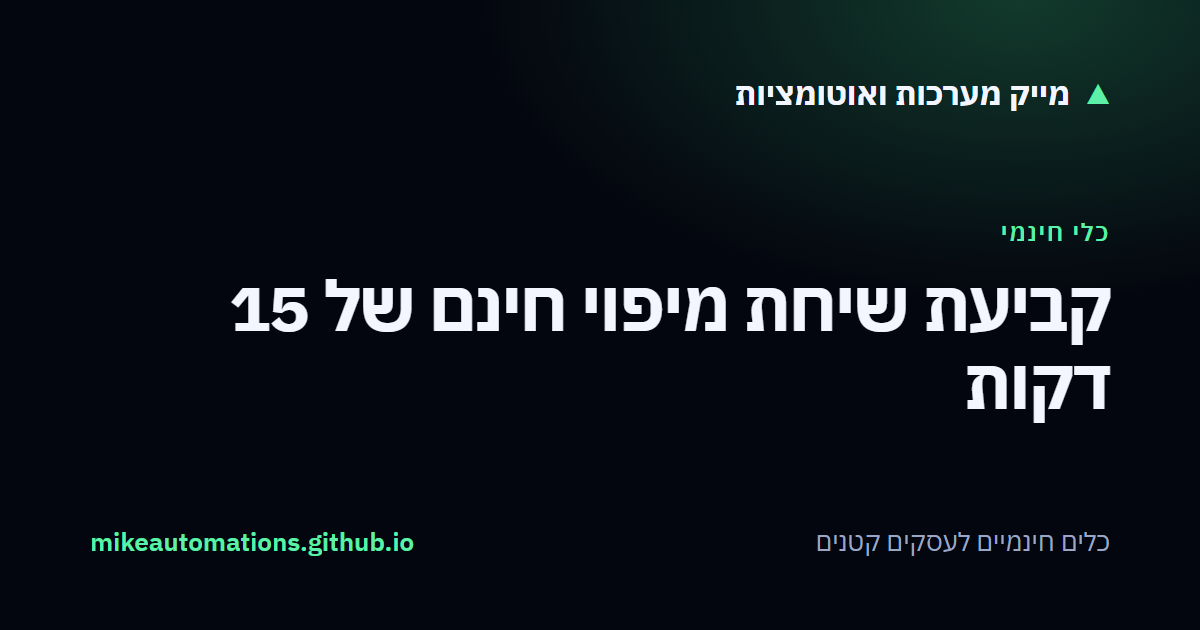 ▲ מייק מערכות ואוטומציות
כלי חינמי
קביעת שיחת מיפוי חינם של 15
דקות
כלים חינמיים לעסקים קטנים
mikeautomations.github.io